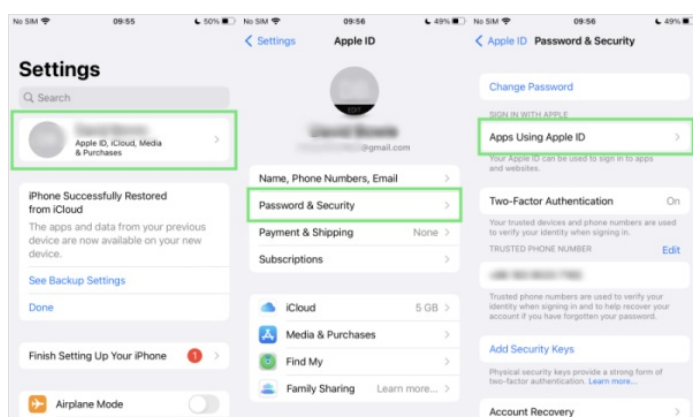 No SIM 09:55 50%
Settings
Search
Apple ID, iCloud, Media
& Purchases
iPhone Successfully Restored
from iCloud
The apps and data from your previous
device are now available on your new
device.
See Backup Settings
Done
Finish Setting Up Your iPhone 1
Airplane Mode
No SIM 09:56 49%
Settings Apple ID
EDIT
@gmail.com
Name, Phone Numbers, Email
Password & Security
Payment & Shipping None
Subscriptions
iCloud 5 GB
Media & Purchases
Find My
Family Sharing Learn more...
No SIM 09:56 49%
Apple ID Password & Security
Change Password
SIGN IN WITH APPLE
Apps Using Apple ID
Your Apple ID can be used to sign in to apps
and websites.
Two-Factor Authentication On
Your trusted devices and phone numbers are used
to verify your identity when signing in.
TRUSTED PHONE NUMBER Edit
Trusted phone numbers are used to verify your
identity when signing in and to help recover your
account if you have forgotten your password.
Add Security Keys
Physical security keys provide a strong form of
two-factor authentication. Learn more...
Account Recovery